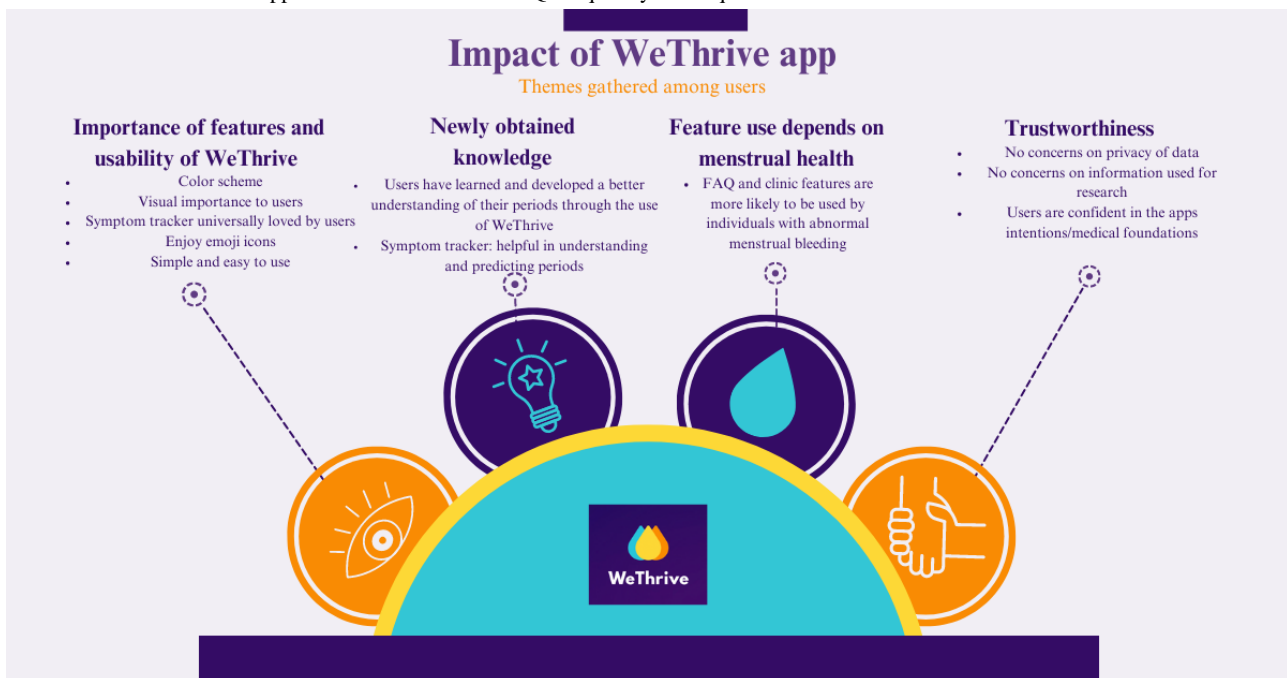 Impact of WeThrive app
Themes gathered among users
Importance of features and
usability of WeThrive
• Color scheme
• Visual importance to users
• Symptom tracker universally loved by users
• Enjoy emoji icons
• Simple and easy to use
Newly obtained
knowledge
• Users have learned and developed a better
understanding of their periods through the use
of WeThrive
• Symptom tracker: helpful in understanding
and predicting periods
Feature use depends on
menstrual health
• FAQ and clinic features are
more likely to be used by
individuals with abnormal
menstrual bleeding
Trustworthiness
• No concerns on privacy of data
• No concerns on information used for
research
• Users are confident in the apps
intentions/medical foundations
WeThrive